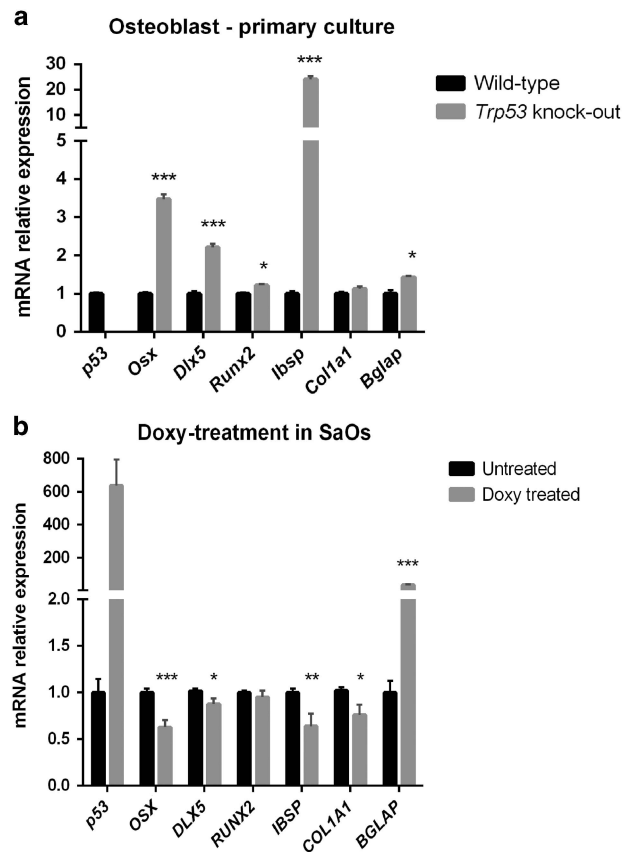 a
Osteoblast - primary culture
mRNA relative expression
30
20
10
5
4
3
2
1
0
***
***
*
***
*
p53
Osx
Dlx5
Runx2
Ibsp
Col1a1
Bglap
Wild-type
Trp53 knock-out
b
Doxy-treatment in SaOs
mRNA relative expression
800
600
400
200
2.0
1.5
1.0
0.5
0.0
***
*
**
*
***
p53
OSX
DLX5
RUNX2
IBSP
COL1A1
BGLAP
Untreated
Doxy treated